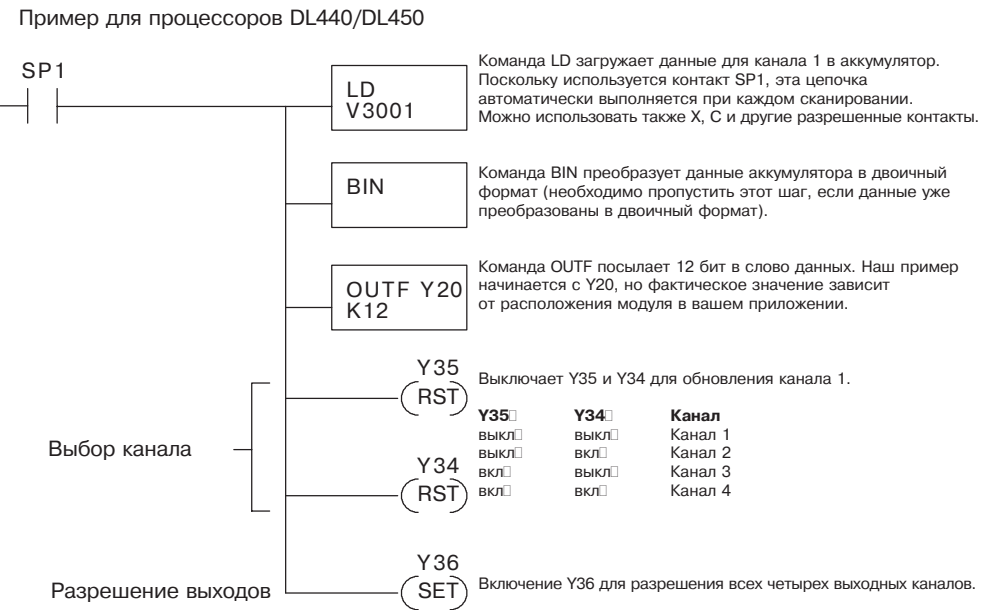 Пример для процессоров DL440/DL450
SP1
LD
V3001
Команда LD загружает данные для канала 1 в аккумулятор.
Поскольку используется контакт SP1, эта цепочка
автоматически выполняется при каждом сканировании.
Можно использовать также X, C и другие разрешенные контакты.
BIN
Команда BIN преобразует данные аккумулятора в двоичный
формат (необходимо пропустить этот шаг, если данные уже
преобразованы в двоичный формат).
OUTF Y20
K12
Команда OUTF посылает 12 бит в слово данных. Наш пример
начинается с Y20, но фактическое значение зависит
от расположения модуля в вашем приложении.
Y35
RST
Выключает Y35 и Y34 для обновления канала 1.
Y35 Y34 Канал
выкл выкл Канал 1
выкл вкл Канал 2
вкл выкл Канал 3
вкл вкл Канал 4
Выбор канала
Y34
RST
Y36
SET
Разрешение выходов
Включение Y36 для разрешения всех четырех выходных каналов.